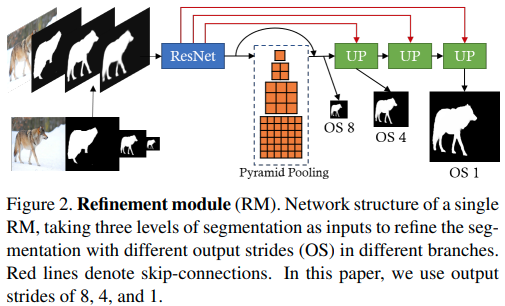 ResNet
UP
UP
UP
Pyramid Pooling
OS 8
OS 4
OS 1
Figure 2. Refinement module (RM). Network structure of a single
RM, taking three levels of segmentation as inputs to refine the seg-
mentation with different output strides (OS) in different branches.
Red lines denote skip-connections. In this paper, we use output
strides of 8, 4, and 1.